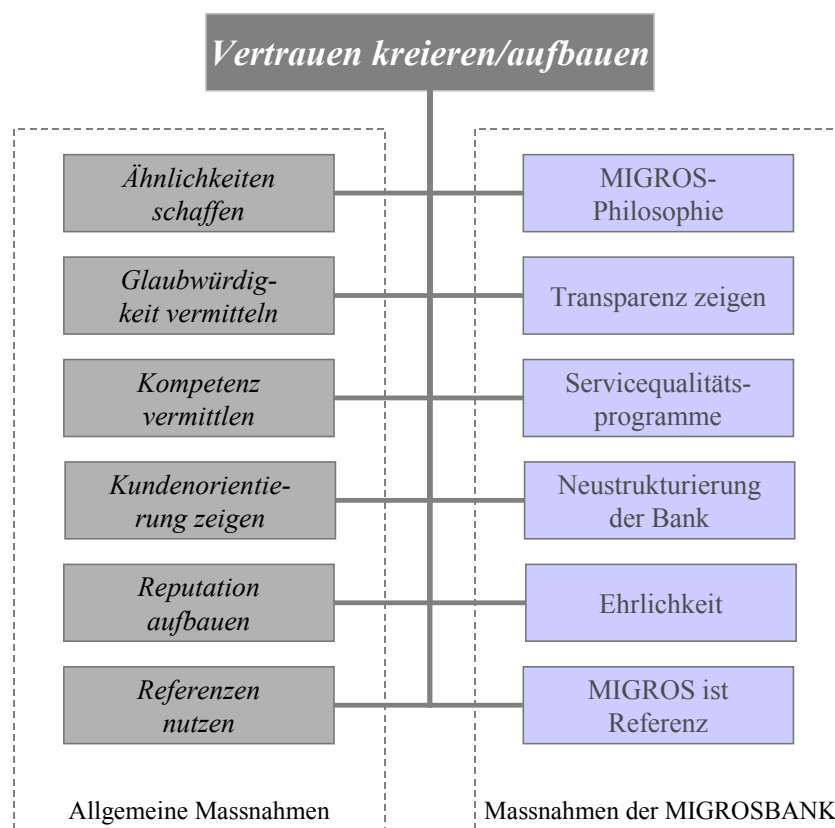 Vertrauen kreieren/aufbauen
Ähnlichkeiten
schaffen
MIGROS-
Philosophie
Glaubwürdig-
keit vermitteln
Transparenz zeigen
Kompetenz
vermittlen
Servicequalitäts-
programme
Kundenorientie-
rung zeigen
Neustrukturierung
der Bank
Reputation
aufbauen
Ehrlichkeit
Referenzen
nutzen
MIGROS ist
Referenz
Allgemeine Massnahmen
Massnahmen der MIGROSBANK